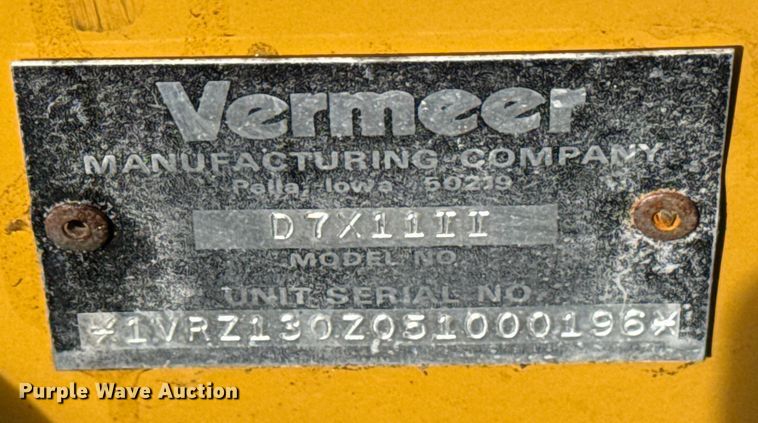 Vermeer
MANUFACTURING COMPANY
Pella, Iowa 50219
D7X11II
MODEL NO.
UNIT SERIAL NO.
*1VRZ130Z051000196*
Purple Wave Auction